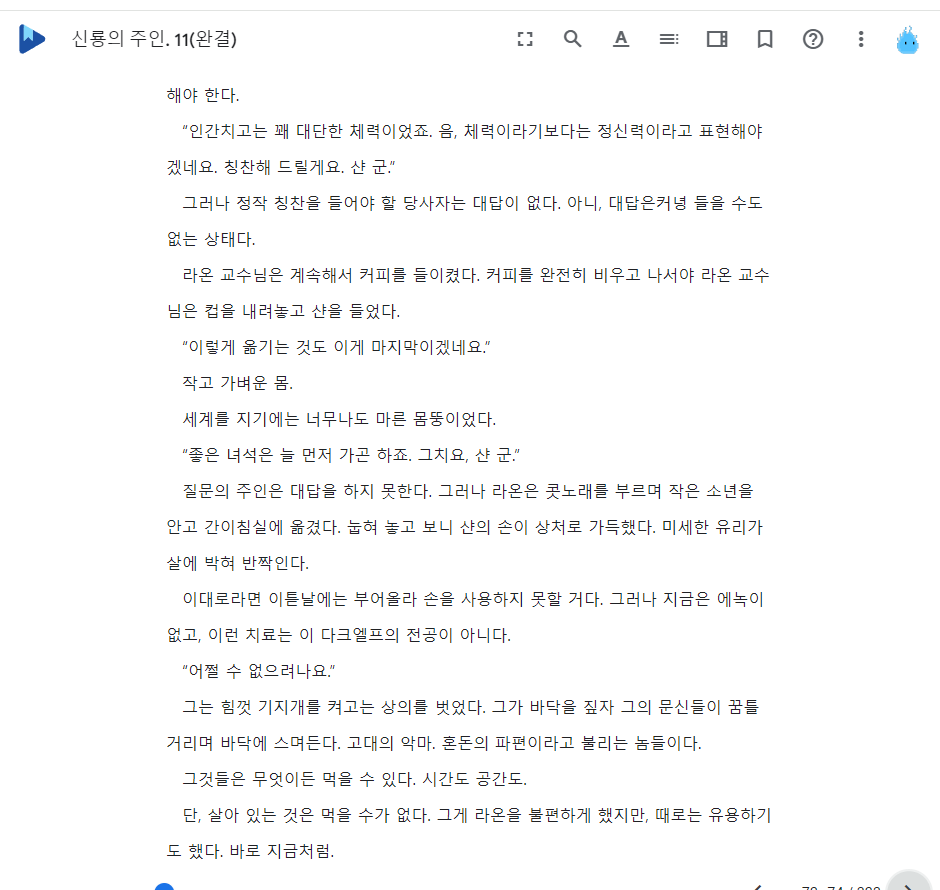 신룡의 주인. 11(완결)
해야 한다.
“인간치고는 꽤 대단한 체력이었죠. 음, 체력이라기보다는 정신력이라고 표현해야
겠네요. 칭찬해 드릴게요. 샨 군.”
그러나 정작 칭찬을 들어야 할 당사자는 대답이 없다. 아니, 대답은커녕 들을 수도
없는 상태다.
라온 교수님은 계속해서 커피를 들이켰다. 커피를 완전히 비우고 나서야 라온 교수
님은 컵을 내려놓고 샨을 들었다.
“이렇게 옮기는 것도 이게 마지막이겠네요.”
작고 가벼운 몸.
세계를 지기에는 너무나도 마른 몸뚱이었다.
“좋은 녀석은 늘 먼저 가곤 하죠. 그치요, 샨 군.”
질문의 주인은 대답을 하지 못한다. 그러나 라온은 콧노래를 부르며 작은 소년을
안고 간이침실에 옮겼다. 눕혀 놓고 보니 샨의 손이 상처로 가득했다. 미세한 유리가
살에 박혀 반짝인다.
이대로라면 이튿날에는 부어올라 손을 사용하지 못할 거다. 그러나 지금은 에녹이
없고, 이런 치료는 이 다크엘프의 전공이 아니다.
“어쩔 수 없으려나요.”
그는 힘껏 기지개를 켜고는 상의를 벗었다. 그가 바닥을 짚자 그의 문신들이 꿈틀
거리며 바닥에 스며든다. 고대의 악마. 혼돈의 파편이라고 불리는 놈들이다.
그것들은 무엇이든 먹을 수 있다. 시간도 공간도.
단, 살아 있는 것은 먹을 수가 없다. 그게 라온을 불편하게 했지만, 때로는 유용하기
도 했다. 바로 지금처럼.